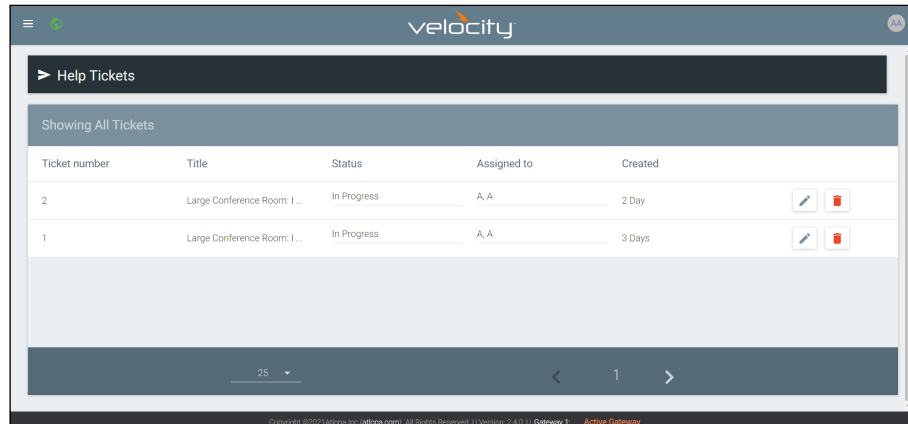 velocity
AA
Help Tickets
Showing All Tickets
Ticket number Title Status Assigned to Created
2 Large Conference Room: I ... In Progress A, A 2 Day
1 Large Conference Room: I ... In Progress A, A 3 Days
25 1
Copyright ©2021Atlona Inc (atlona.com). All Rights Reserved. | | Version: 2.4.0 | | Gateway 1: Active Gateway